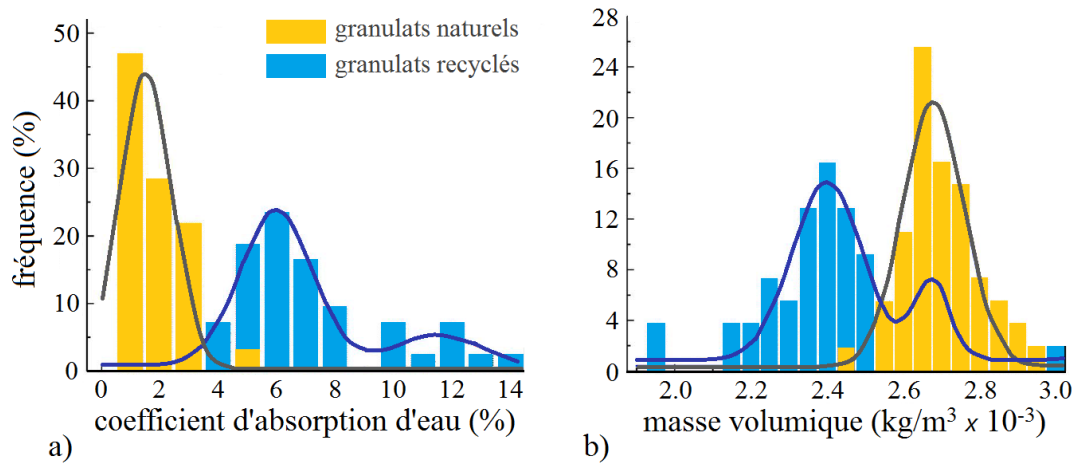 granulats naturels
granulats recyclés
fréquence (%)
50
40
30
20
10
0
0 2 4 6 8 10 12 14
coefficient d'absorption d'eau (%)
a)
28
24
20
16
12
8
4
0
2.0 2.2 2.4 2.6 2.8 3.0
masse volumique (kg/m³ x 10⁻³)
b)